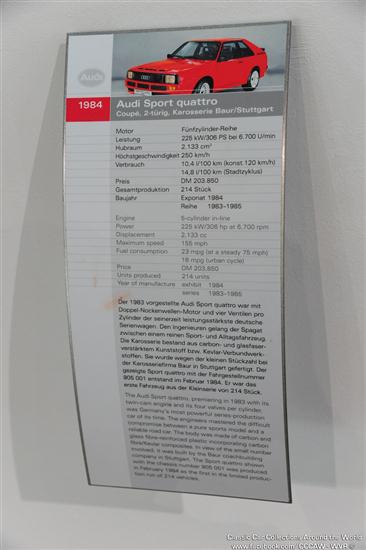 Audi
1984
Audi Sport quattro
Coupé, 2-türig, Karosserie Baur/Stuttgart
Motor Fünfzylinder-Reihe
Leistung 225 kW/306 PS bei 6.700 U/min
Hubraum 2.133 cm³
Höchstgeschwindigkeit 250 km/h
Verbrauch 10,4 l/100 km (konst.120 km/h)
14,8 l/100 km (Stadtzyklus)
Preis DM 203.850
Gesamtproduktion 214 Stück
Baujahr Exponat 1984
Reihe 1983-1985
Engine 5-cylinder in-line
Power 225 kW/306 hp at 6.700 rpm
Displacement 2.133 cc
Maximum speed 155 mph
Fuel consumption 23 mpg (at a steady 75 mph)
16 mpg (urban cycle)
Price DM 203.850
Units produced 214 units
Year of manufacture exhibit 1984
series 1983-1985
Der 1983 vorgestellte Audi Sport quattro war mit
Doppel-Nockenwellen-Motor und vier Ventilen pro
Zylinder der seinerzeit leistungsstärkste deutsche
Serienwagen. Den Ingenieuren gelang der Spagat
zwischen einem reinen Sport- und Alltagsfahrzeug.
Die Karosserie bestand aus carbon- und glasfaser-
verstärktem Kunststoff bzw. Kevlar-Verbundwerk-
stoffen. Sie wurde wegen der kleinen Stückzahl bei
der Karosseriefirma Baur in Stuttgart gefertigt. Der
gezeigte Sport quattro mit der Fahrgestellnummer
905 001 entstand im Februar 1984. Er war das
erste Fahrzeug aus der Kleinserie von 214 Stück.
The Audi Sport quattro, premiering in 1983 with its
twin-cam engine and its four valves per cylinder,
was Germany's most powerful series-production
car of its time. The engineers mastered the difficult
compromise between a pure sports model and a
reliable road car. The body was made of carbon and
glass fibre-reinforced plastic incorporating carbon
fibre/Kevlar composites. In view of the small number
involved, it was built by the Baur coachbuilding
company in Stuttgart. The Sport quattro shown
with the chassis number 905 001 was produced
in February 1984 as the first in the limited produc-
tion run of 214 vehicles.
Classic Car Collections Around the World
www.facebook.com/CCCAW - WVR ©